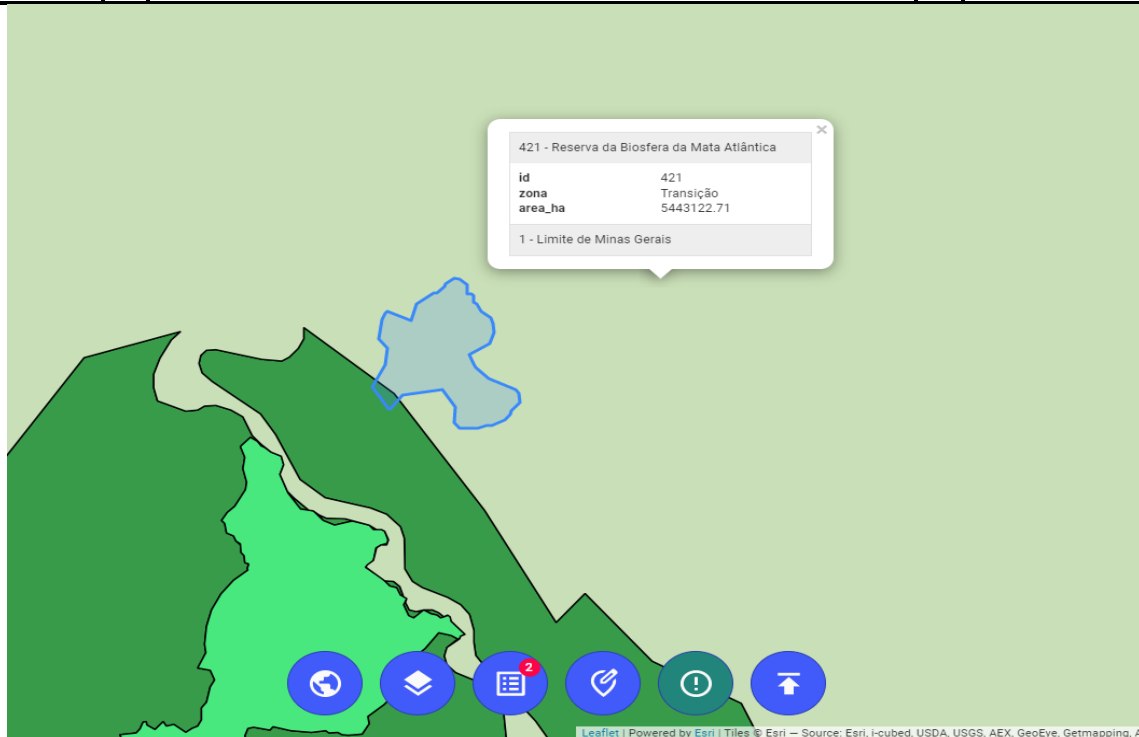 ×
421 - Reserva da Biosfera da Mata Atlântica
id 421
zona Transição
area_ha 5443122.71
1 - Limite de Minas Gerais
2
Leaflet | Powered by Esri | Tiles © Esri — Source: Esri, i-cubed, USDA, USGS, AEX, GeoEye, Getmapping, A